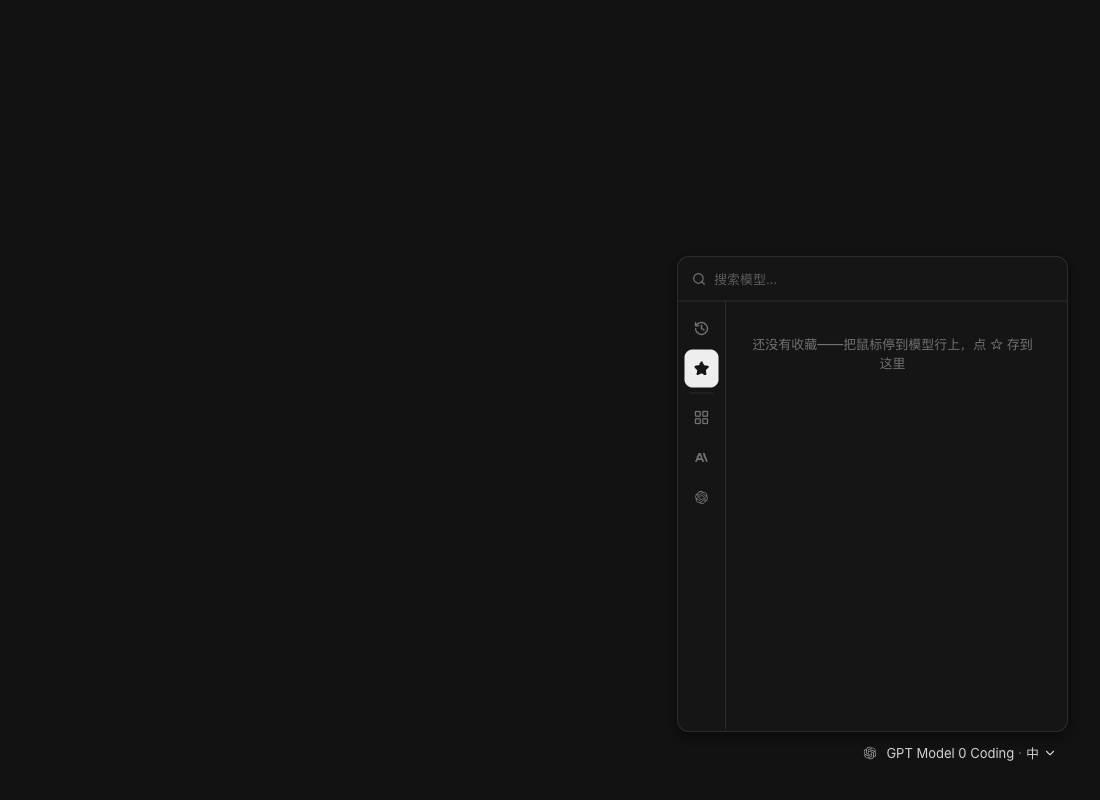 搜索模型...
还没有收藏——把鼠标停到模型行上，点 ☆ 存到
这里
GPT Model 0 Coding · 中